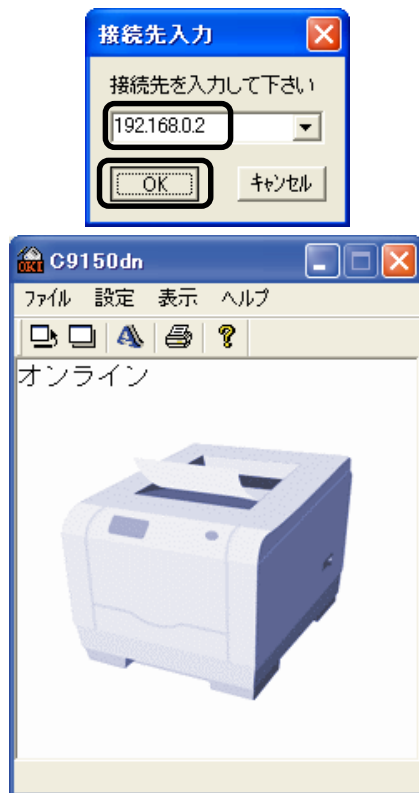 接続先入力
接続先を入力して下さい
192.168.0.2
OK キャンセル
OKI C9150dn
ファイル 設定 表示 ヘルプ
オンライン